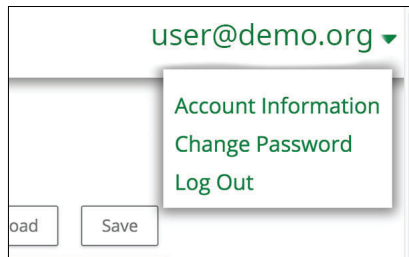 user@demo.org
Account Information
Change Password
Log Out
oad Save